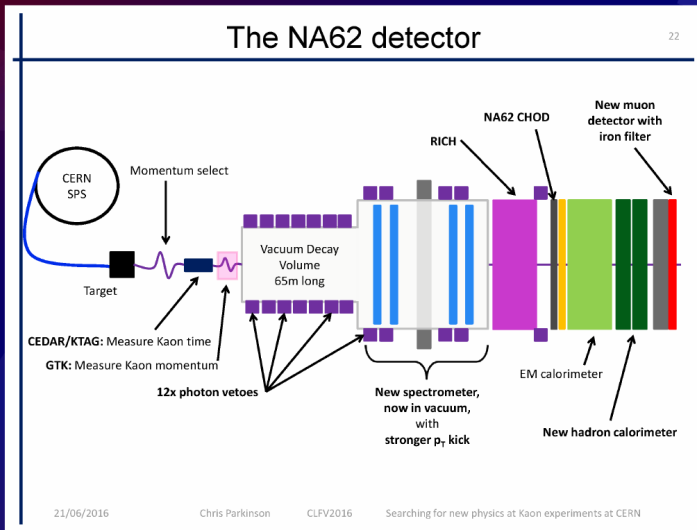 The NA62 detector
22
New muon
detector with
iron filter
NA62 CHOD
RICH
Momentum select
CERN
SPS
Vacuum Decay
Volume
65m long
Target
CEDAR/KTAG: Measure Kaon time
GTK: Measure Kaon momentum
12x photon vetoes
New spectrometer,
now in vacuum,
with
stronger pT kick
EM calorimeter
New hadron calorimeter
21/06/2016
Chris Parkinson
CLFV2016
Searching for new physics at Kaon experiments at CERN